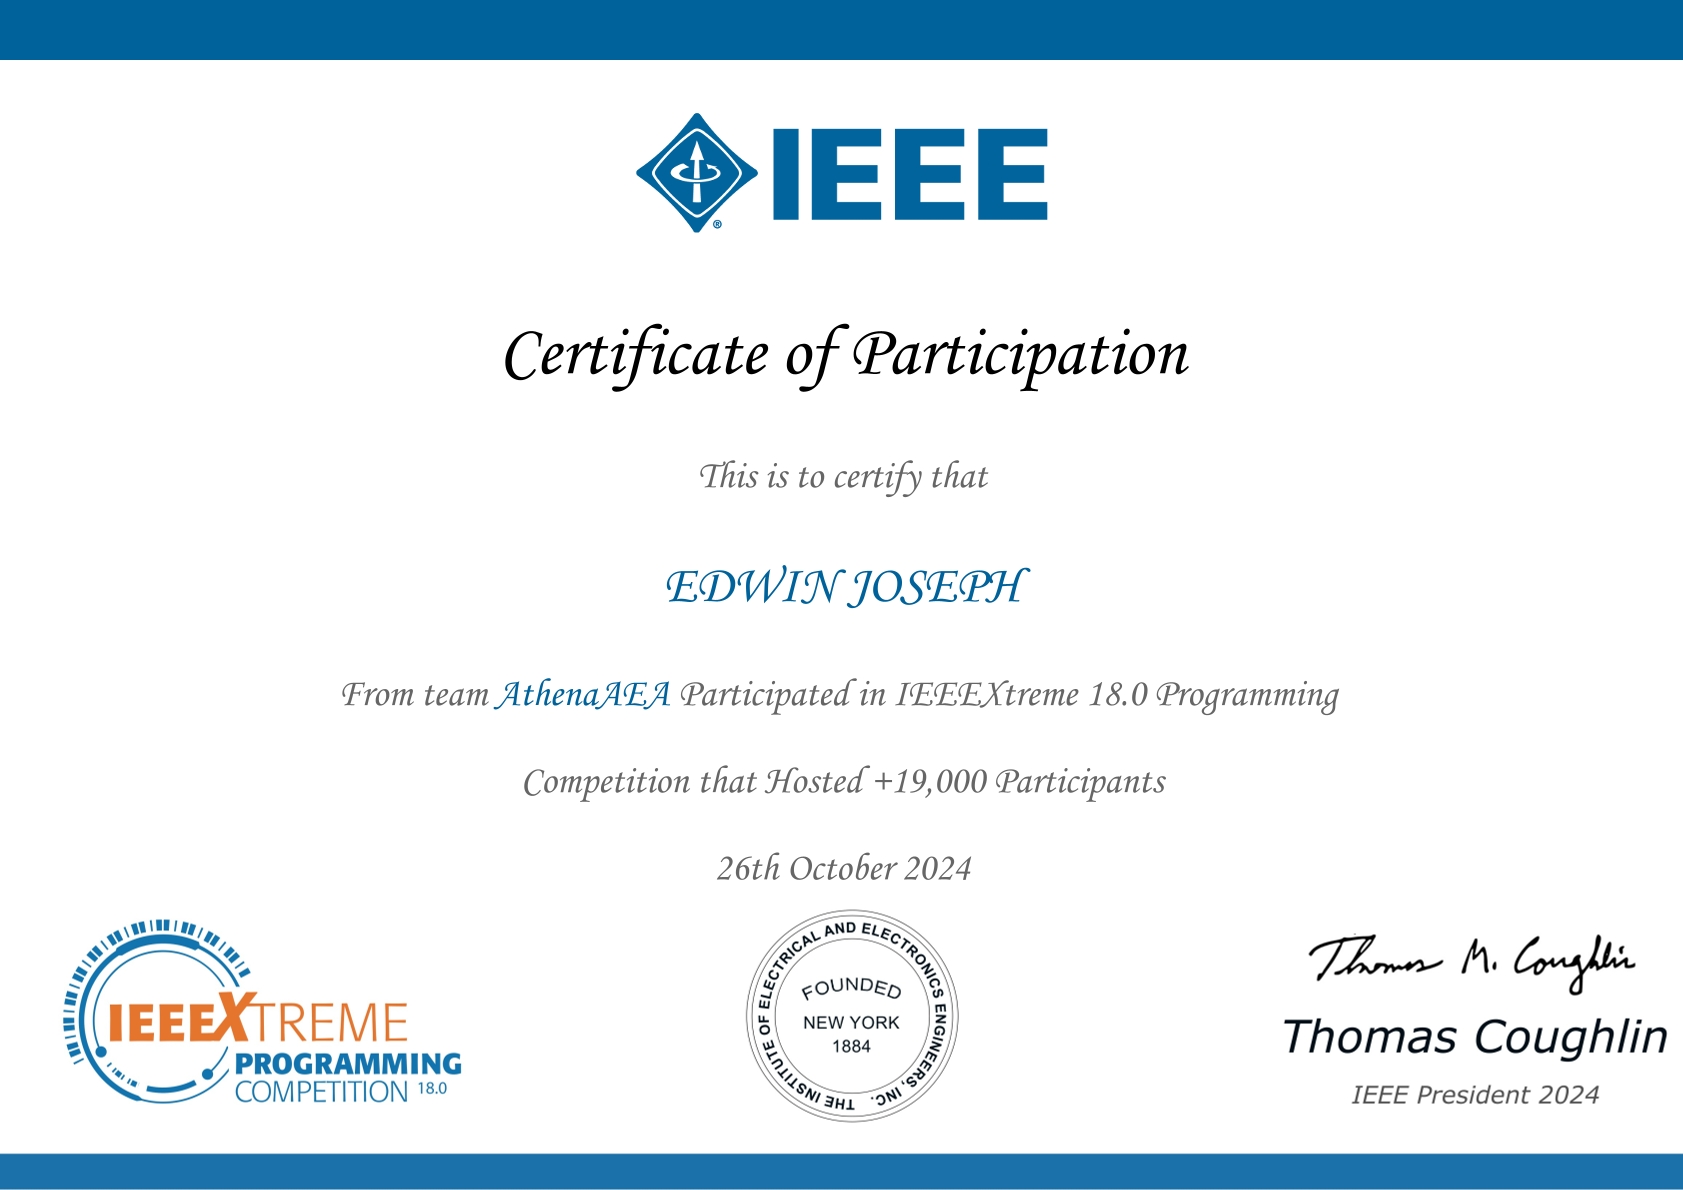 IEEE
®
Certificate of Participation
This is to certify that
EDWIN JOSEPH
From team AthenaAEA Participated in IEEEXtreme 18.0 Programming
Competition that Hosted +19,000 Participants
26th October 2024
IEEEXTREME
PROGRAMMING
COMPETITION 18.0
THE INSTITUTE OF ELECTRICAL AND ELECTRONICS ENGINEERS, INC.
FOUNDED
NEW YORK
1884
Thomas M. Coughlin
Thomas Coughlin
IEEE President 2024